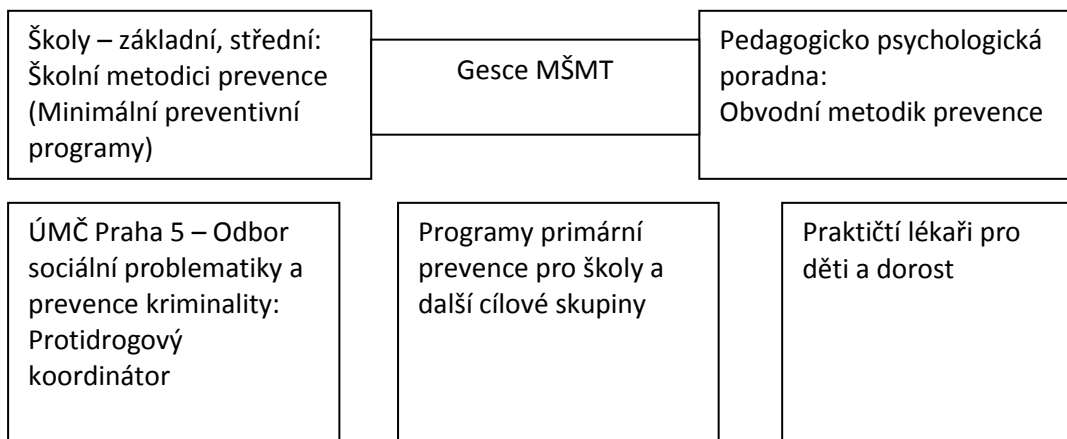 Školy – základní, střední:
Školní metodici prevence
(Minimální preventivní
programy)
Gesce MŠMT
Pedagogicko psychologická
poradna:
Obvodní metodik prevence
ÚMČ Praha 5 – Odbor
sociální problematiky a
prevence kriminality:
Protidrogový
koordinátor
Programy primární
prevence pro školy a
další cílové skupiny
Praktičtí lékaři pro
děti a dorost